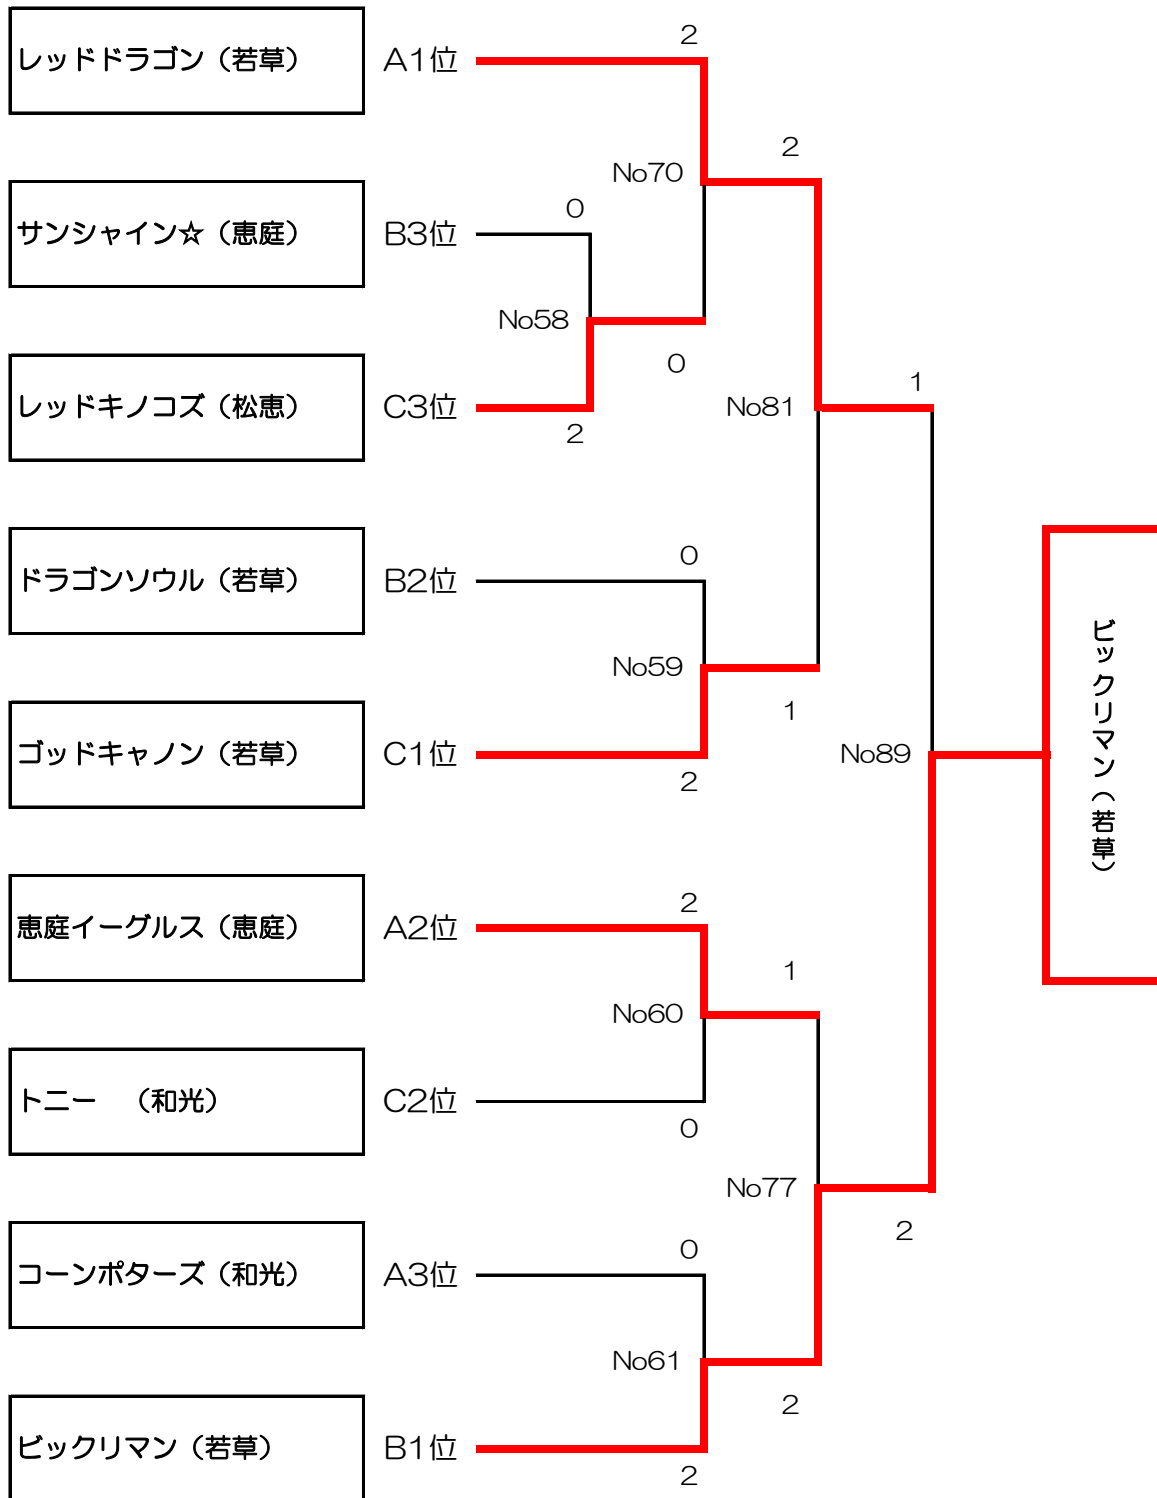 2
レッドドラゴン（若草） A1位
2
No70
0
サンシャイン☆（恵庭） B3位
No58
0
レッドキノコズ（松恵） C3位
1
No81
2
0
ドラゴンソウル（若草） B2位
No59
1
ゴッドキャノン（若草） C1位
No89
2
ビックリマン（若草）
2
恵庭イーグルス（恵庭） A2位
1
No60
トニー　（和光） C2位
0
No77
2
0
コーンポターズ（和光） A3位
No61
2
ビックリマン（若草） B1位
2